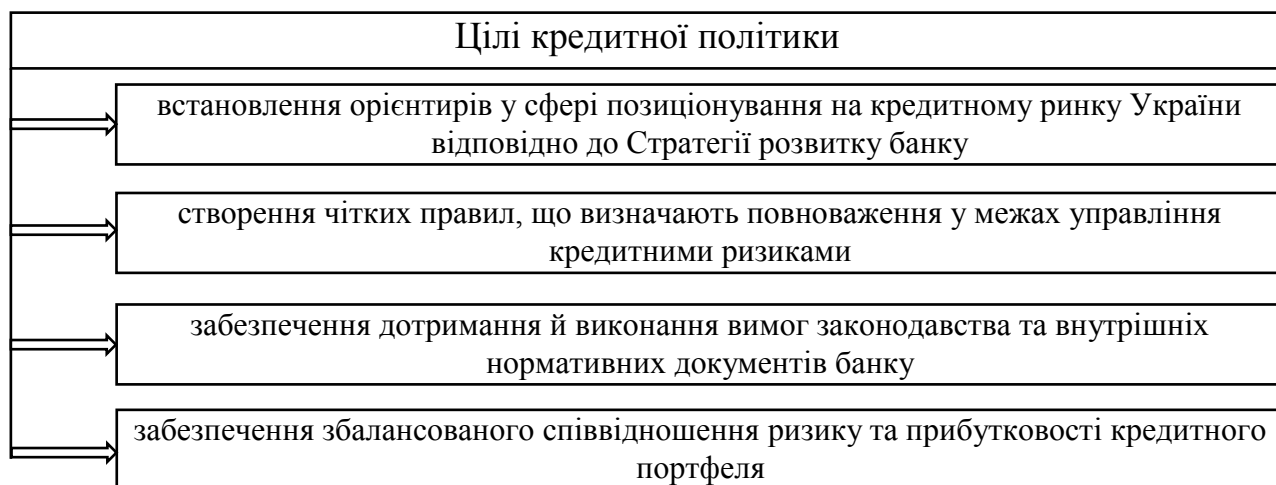 Цілі кредитної політики
встановлення орієнтирів у сфері позиціонування на кредитному ринку України
відповідно до Стратегії розвитку банку
створення чітких правил, що визначають повноваження у межах управління
кредитними ризиками
забезпечення дотримання й виконання вимог законодавства та внутрішніх
нормативних документів банку
забезпечення збалансованого співвідношення ризику та прибутковості кредитного
портфеля